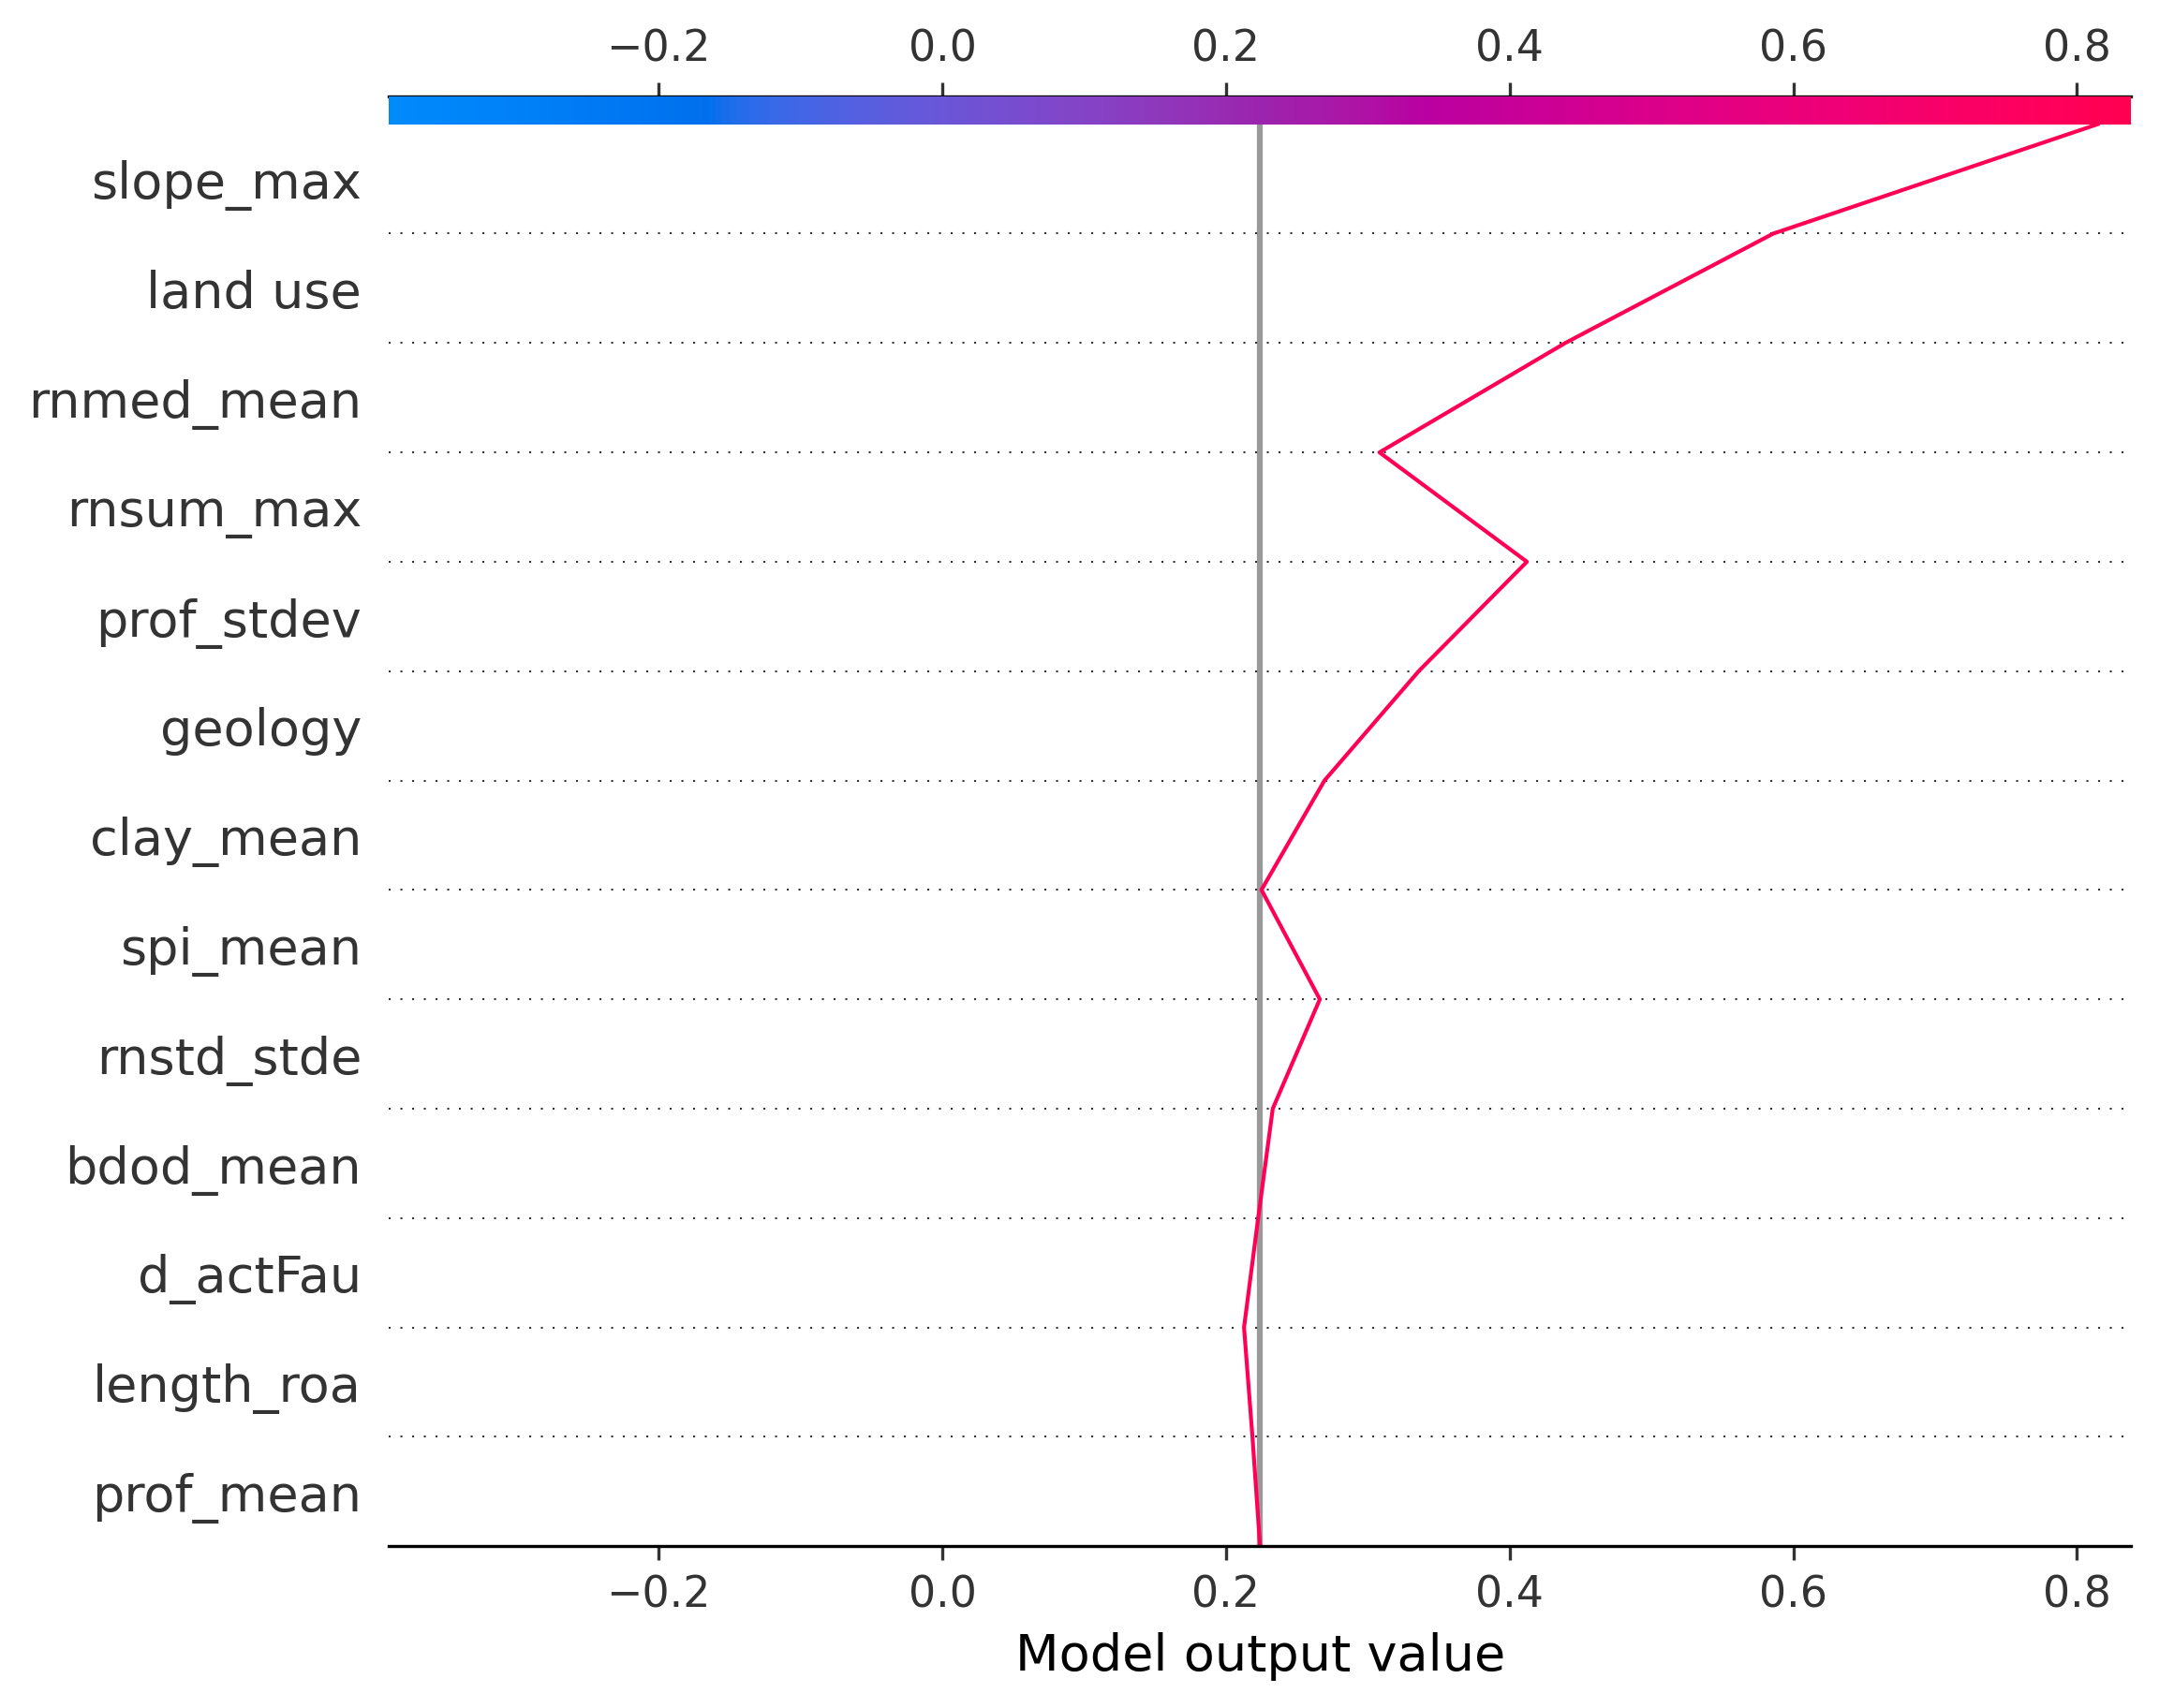 −0.2 0.0 0.2 0.4 0.6 0.8
slope_max
land use
rnmed_mean
rnsum_max
prof_stdev
geology
clay_mean
spi_mean
rnstd_stde
bdod_mean
d_actFau
length_roa
prof_mean
−0.2 0.0 0.2 0.4 0.6 0.8
Model output value